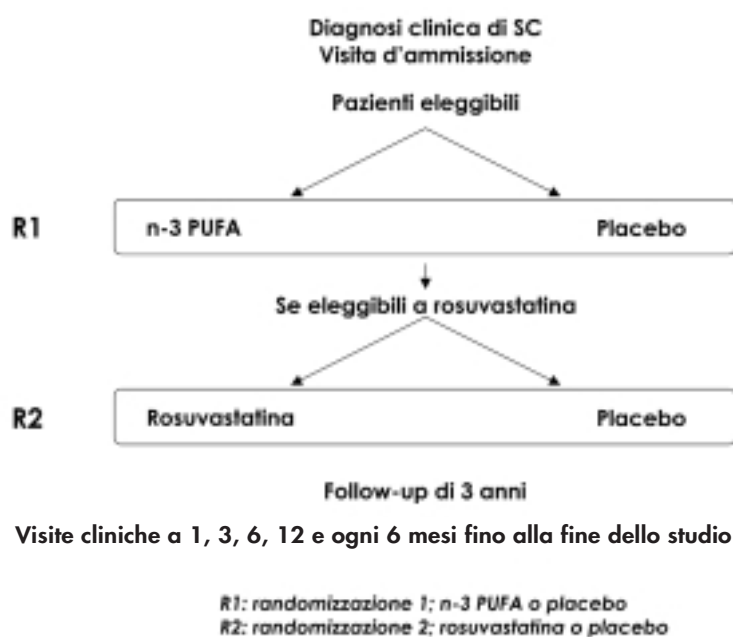 Diagnosi clinica di SC
Visita d'ammissione
Pazienti eleggibili
R1 n-3 PUFA Placebo
Se eleggibili a rosuvastatina
R2 Rosuvastatina Placebo
Follow-up di 3 anni
Visite cliniche a 1, 3, 6, 12 e ogni 6 mesi fino alla fine dello studio
R1: randomizzazione 1; n-3 PUFA o placebo
R2: randomizzazione 2; rosuvastatina o placebo